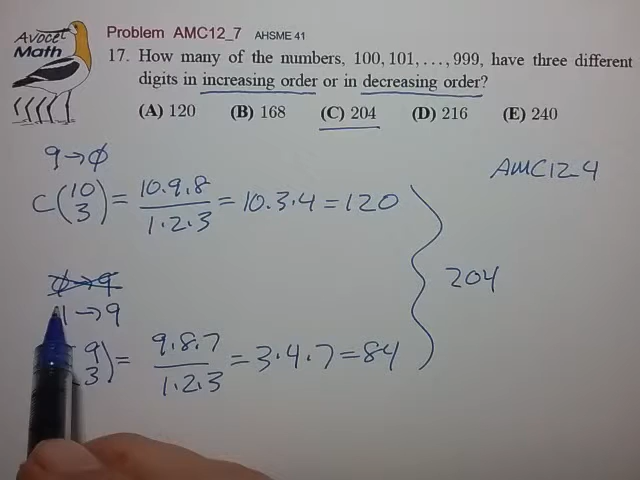 Avocet
Math
Problem AMC12_7 AHSME 41
17. How many of the numbers, 100, 101, ..., 999, have three different
digits in increasing order or in decreasing order?
(A) 120 (B) 168 (C) 204 (D) 216 (E) 240
9→0
AMC12_4
C(10 3) = 10.9.8 / 1.2.3 = 10.3.4 = 120
204
0→9
1→9
(9 3) = 9.8.7 / 1.2.3 = 3.4.7 = 84